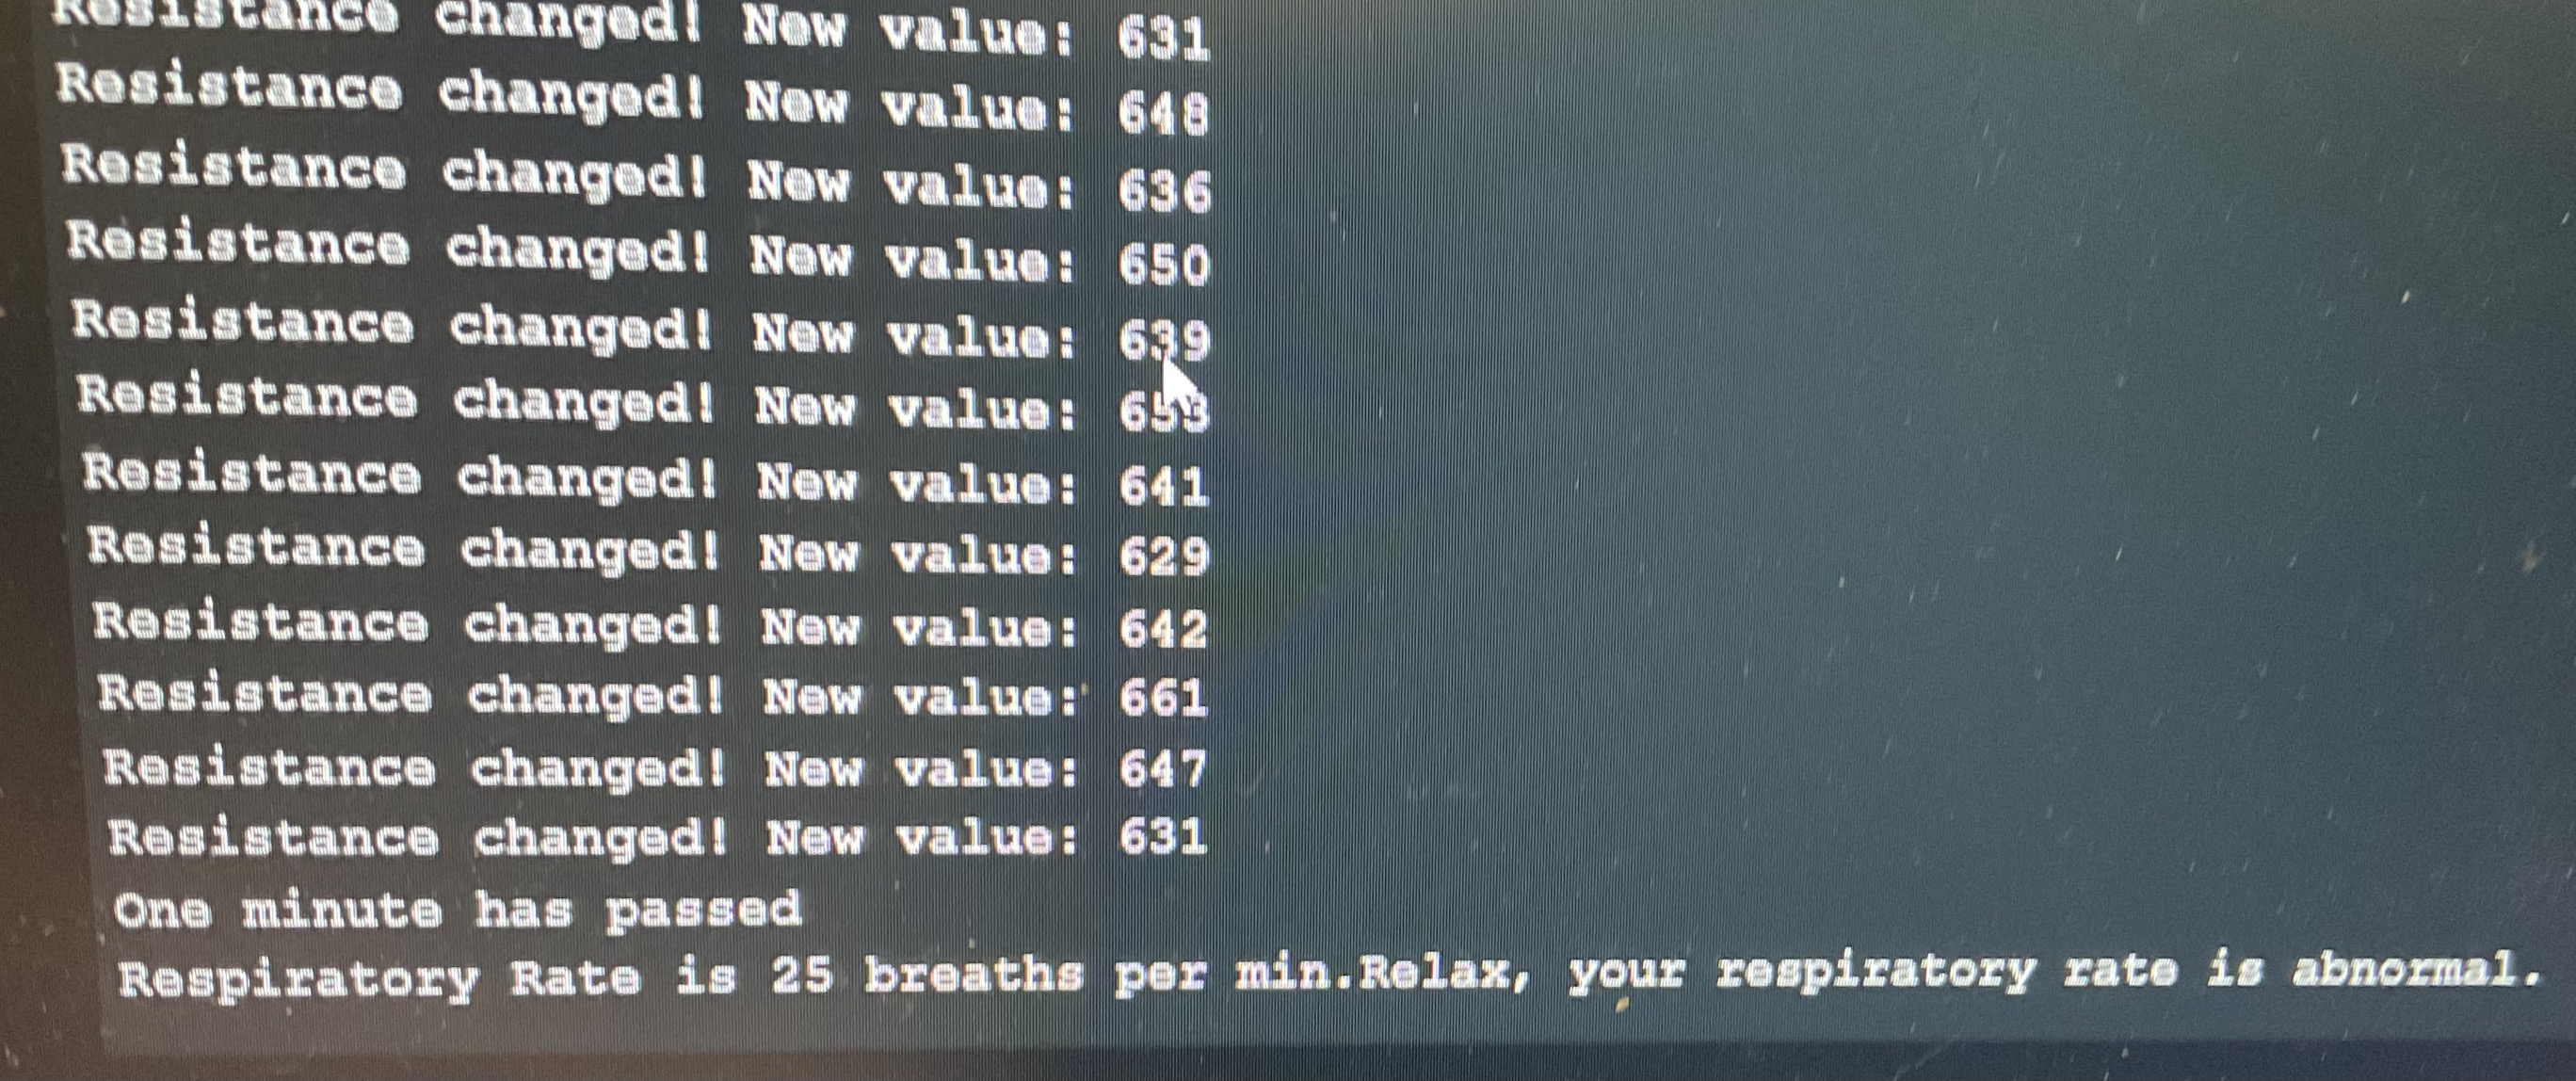 Resistance changed! New value: 631
Resistance changed! New value: 648
Resistance changed! New value: 636
Resistance changed! New value: 650
Resistance changed! New value: 639
Resistance changed! New value: 653
Resistance changed! New value: 641
Resistance changed! New value: 629
Resistance changed! New value: 642
Resistance changed! New value: 661
Resistance changed! New value: 647
Resistance changed! New value: 631
One minute has passed
Respiratory Rate is 25 breaths per min.Relax, your respiratory rate is abnormal.